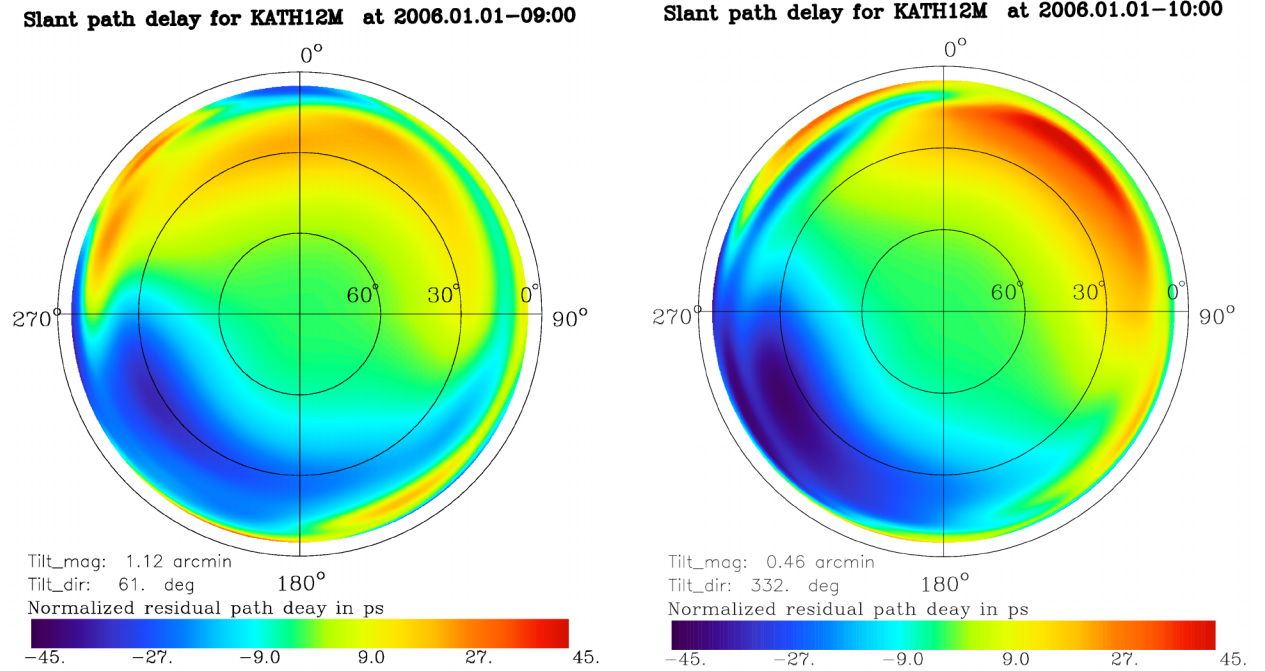 Slant path delay for KATH12M at 2006.01.01-09:00
0°
60° 30° 0°
270° 90°
Tilt_mag: 1.12 arcmin
Tilt_dir: 61. deg
180°
Normalized residual path deay in ps
-45. -27. -9.0 9.0 27. 45.
Slant path delay for KATH12M at 2006.01.01-10:00
0°
60° 30° 0°
270° 90°
Tilt_mag: 0.46 arcmin
Tilt_dir: 332. deg
180°
Normalized residual path deay in ps
-45. -27. -9.0 9.0 27. 45.